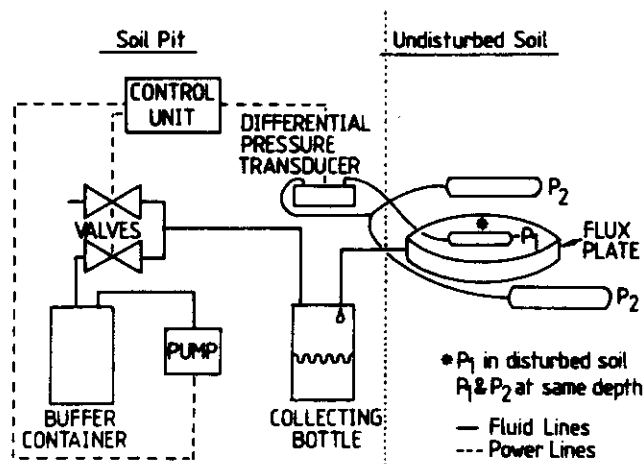 Soil Pit
Undisturbed Soil
CONTROL
UNIT
DIFFERENTIAL
PRESSURE
TRANSDUCER
P2
VALVES
* P1
FLUX
PLATE
P2
PUMP
BUFFER
CONTAINER
COLLECTING
BOTTLE
* P1 in disturbed soil
P1 & P2 at same depth
— Fluid Lines
--- Power Lines